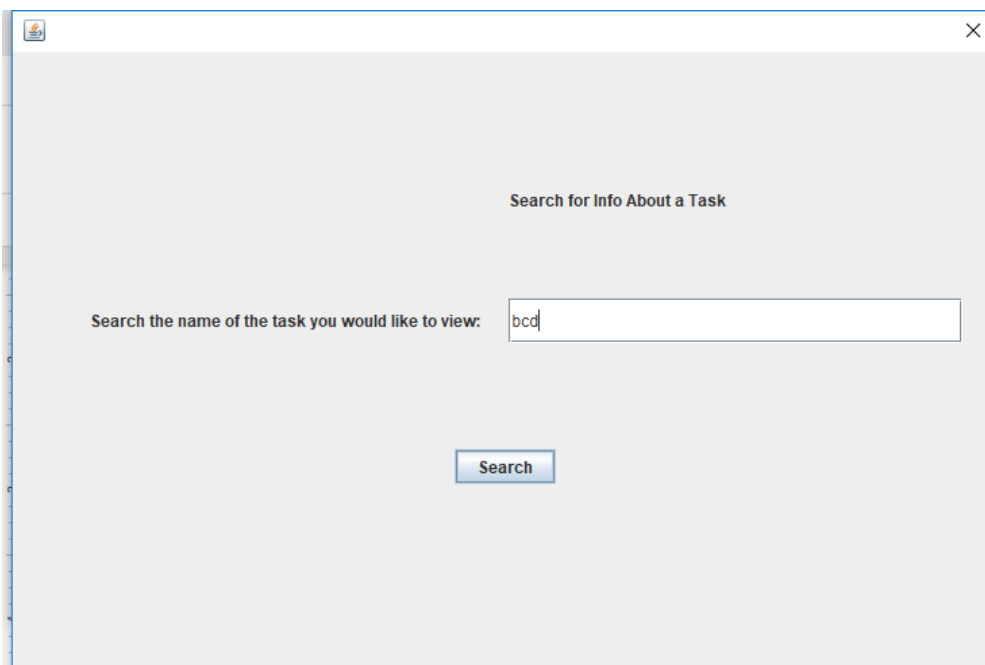 Search for Info About a Task
Search the name of the task you would like to view: bcd
Search